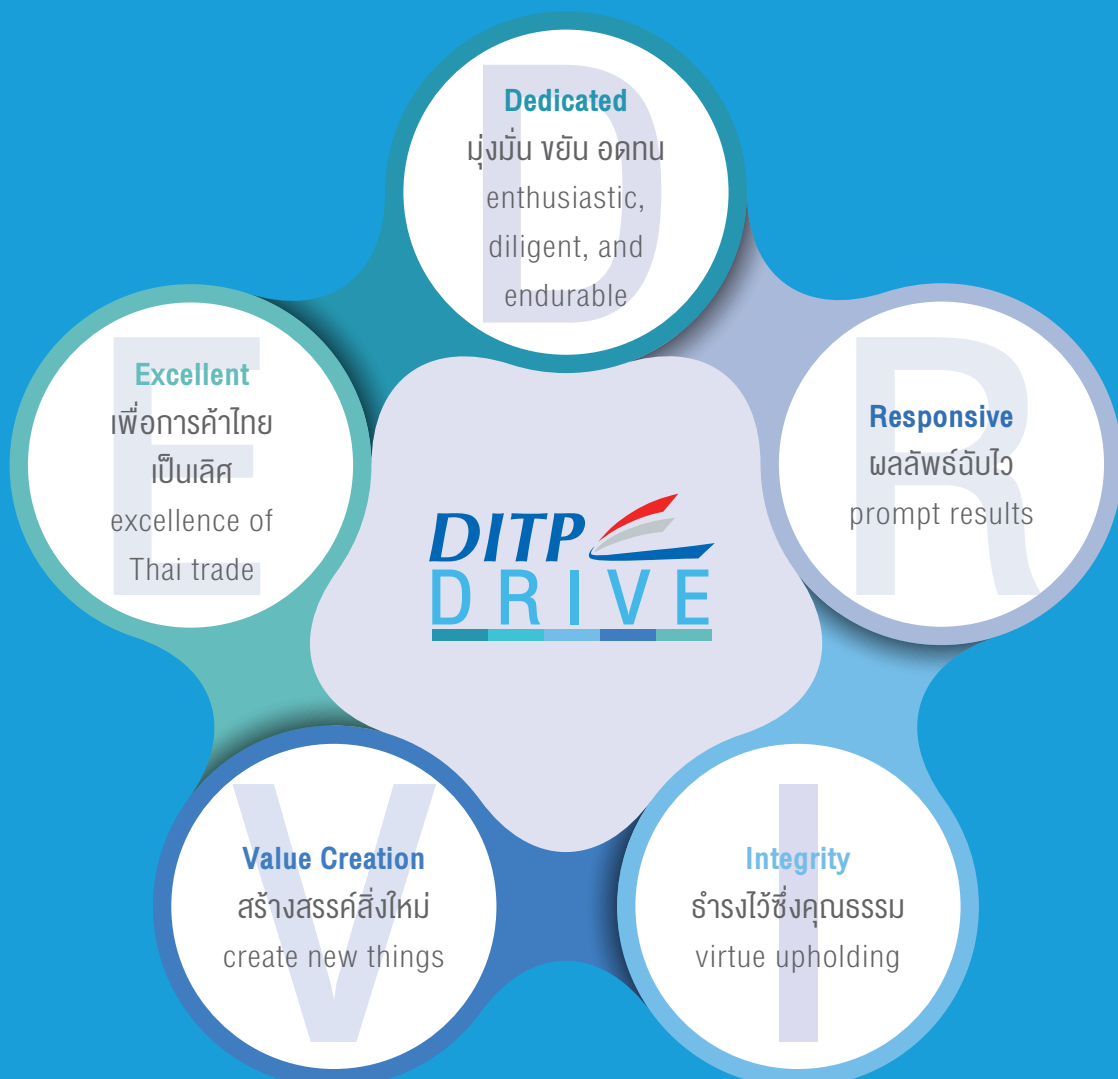 D
Dedicated
มุ่งมั่น ขยัน อดทน
enthusiastic,
diligent, and
endurable
R
Responsive
ผลลัพธ์ฉับไว
prompt results
I
Integrity
ธำรงไว้ซึ่งคุณธรรม
virtue upholding
V
Value Creation
สร้างสรรค์สิ่งใหม่
create new things
E
Excellent
เพื่อการค้าไทย
เป็นเลิศ
excellence of
Thai trade
DITP
DRIVE